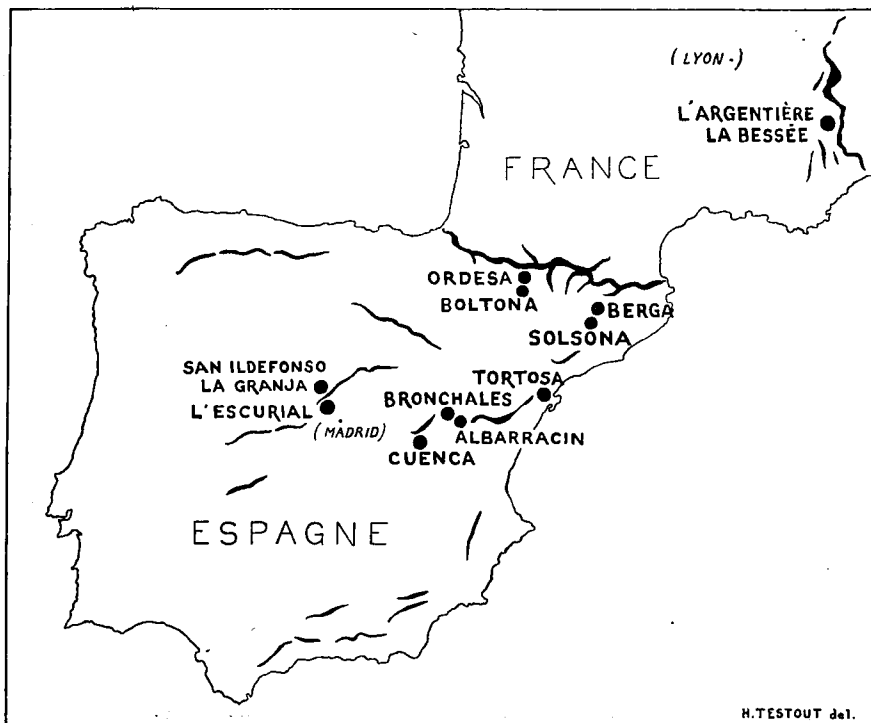 (LYON-)
L'ARGENTIÈRE
LA BESSÉE
FRANCE
ORDESA
BOLTONA
BERGA
SOLSONA
SAN ILDEFONSO
LA GRANJA
TORTOSA
BRONCHALES
L'ESCURIAL
(MADRID)
ALBARRACIN
CUENCA
ESPAGNE
H.TESTOUT del.